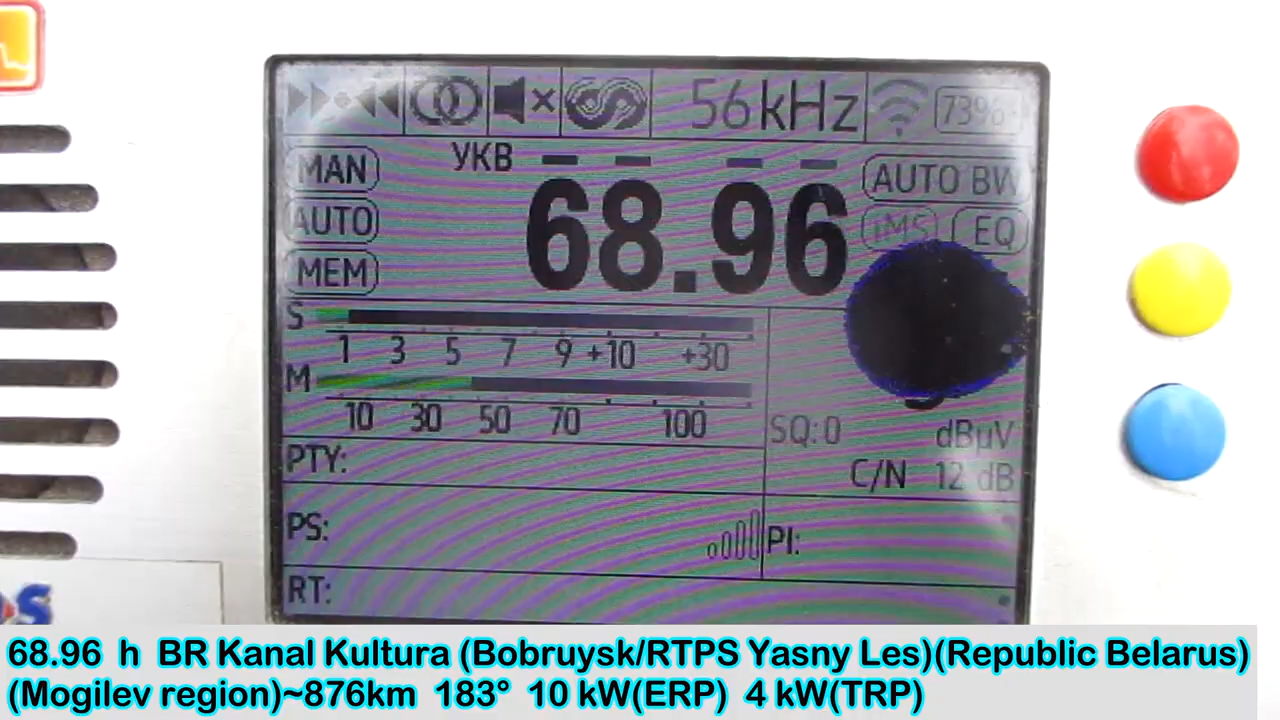 56kHz
УКВ
MAN
AUTO BW
68.96
AUTO
iMS EQ
MEM
S
1 3 5 7 9 +10 +30
M
10 30 50 70 100
SQ:0 dBµV
C/N 12 dB
PTY:
PS:
PI:
RT:
68.96 h BR Kanal Kultura (Bobruysk/RTPS Yasny Les)(Republic Belarus)
(Mogilev region)~876km 183° 10 kW(ERP) 4 kW(TRP)